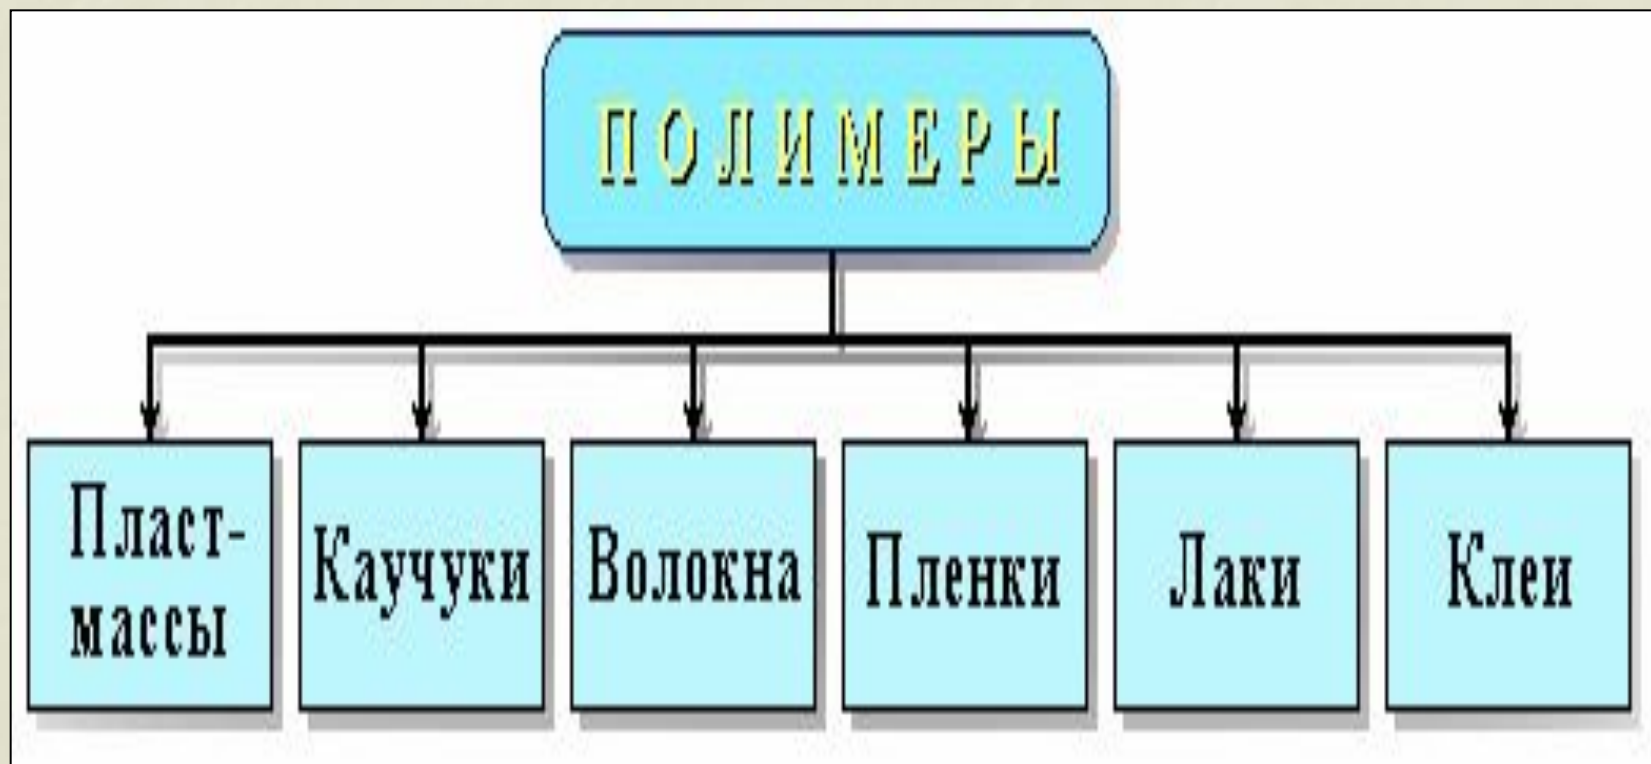 ПОЛИМЕРЫ
Пласт-
массы
Каучуки
Волокна
Пленки
Лаки
Клеи